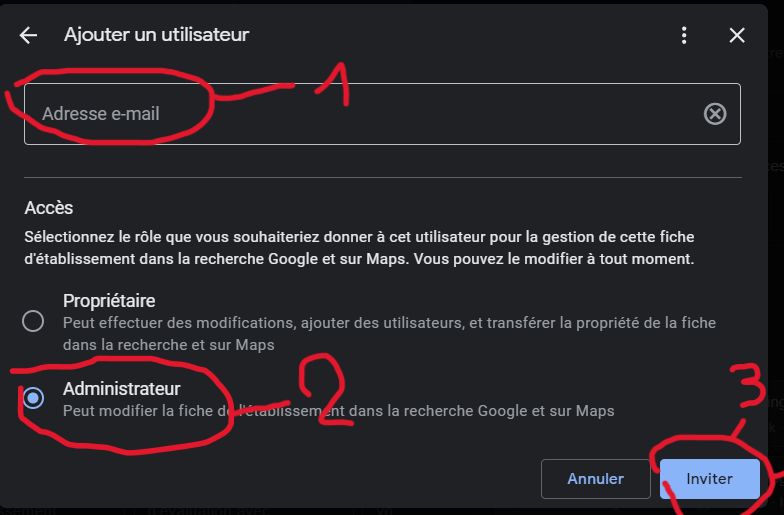 Ajouter un utilisateur
Adresse e-mail
1
Accès
Sélectionnez le rôle que vous souhaiteriez donner à cet utilisateur pour la gestion de cette fiche
d'établissement dans la recherche Google et sur Maps. Vous pouvez le modifier à tout moment.
Propriétaire
Peut effectuer des modifications, ajouter des utilisateurs, et transférer la propriété de la fiche
dans la recherche et sur Maps
Administrateur
2
Peut modifier la fiche de l'établissement dans la recherche Google et sur Maps
3
Annuler
Inviter